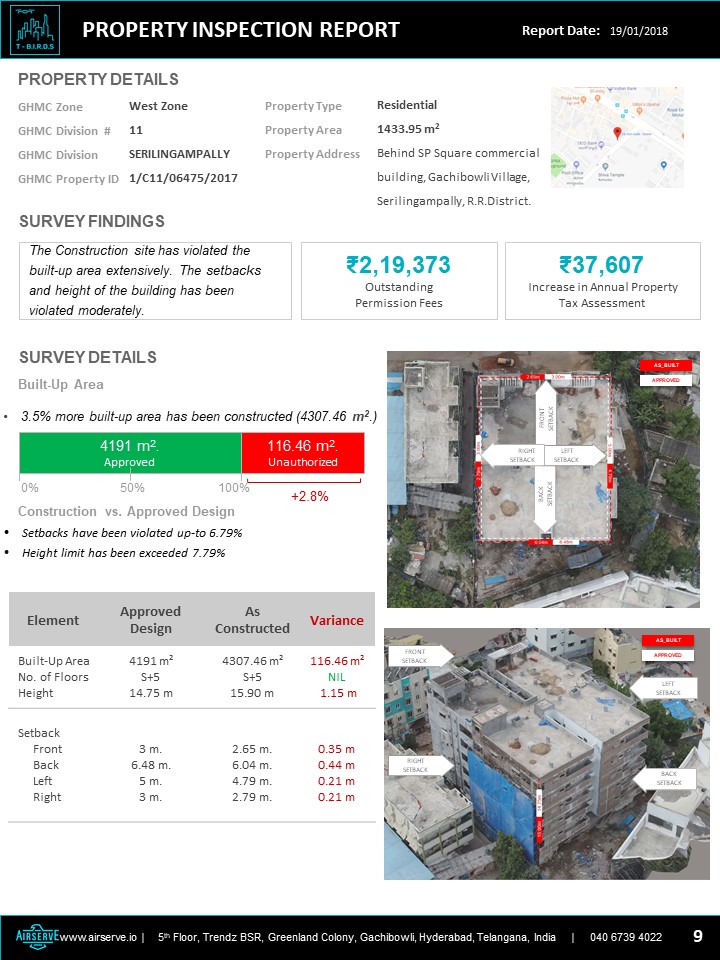 T - B.I.R.D.S
PROPERTY INSPECTION REPORT
Report Date: 19/01/2018
PROPERTY DETAILS
GHMC Zone West Zone
GHMC Division # 11
GHMC Division SERILINGAMPALLY
GHMC Property ID 1/C11/06475/2017
Property Type Residential
Property Area 1433.95 m²
Property Address Behind SP Square commercial
building, Gachibowli Village,
Serilingampally, R.R.District.
SURVEY FINDINGS
The Construction site has violated the
built-up area extensively. The setbacks
and height of the building has been
violated moderately.
₹2,19,373
Outstanding
Permission Fees
₹37,607
Increase in Annual Property
Tax Assessment
SURVEY DETAILS
Built-Up Area
• 3.5% more built-up area has been constructed (4307.46 m².)
4191 m².
Approved
116.46 m².
Unauthorized
0% 50% 100%
+2.8%
Construction vs. Approved Design
• Setbacks have been violated up-to 6.79%
• Height limit has been exceeded 7.79%
Element Approved Design As Constructed Variance
Built-Up Area 4191 m² 4307.46 m² 116.46 m²
No. of Floors S+5 S+5 NIL
Height 14.75 m 15.90 m 1.15 m
Setback
Front 3 m. 2.65 m. 0.35 m
Back 6.48 m. 6.04 m. 0.44 m
Left 5 m. 4.79 m. 0.21 m
Right 3 m. 2.79 m. 0.21 m
AS_BUILT
APPROVED
2.65m 3.00m
FRONT
SETBACK
RIGHT
SETBACK
LEFT
SETBACK
BACK
SETBACK
6.04m 6.48m
AS_BUILT
APPROVED
FRONT
SETBACK
LEFT
SETBACK
RIGHT
SETBACK
BACK
SETBACK
AIRSERVE www.airserve.io | 5th Floor, Trendz BSR, Greenland Colony, Gachibowli, Hyderabad, Telangana, India | 040 6739 4022 9